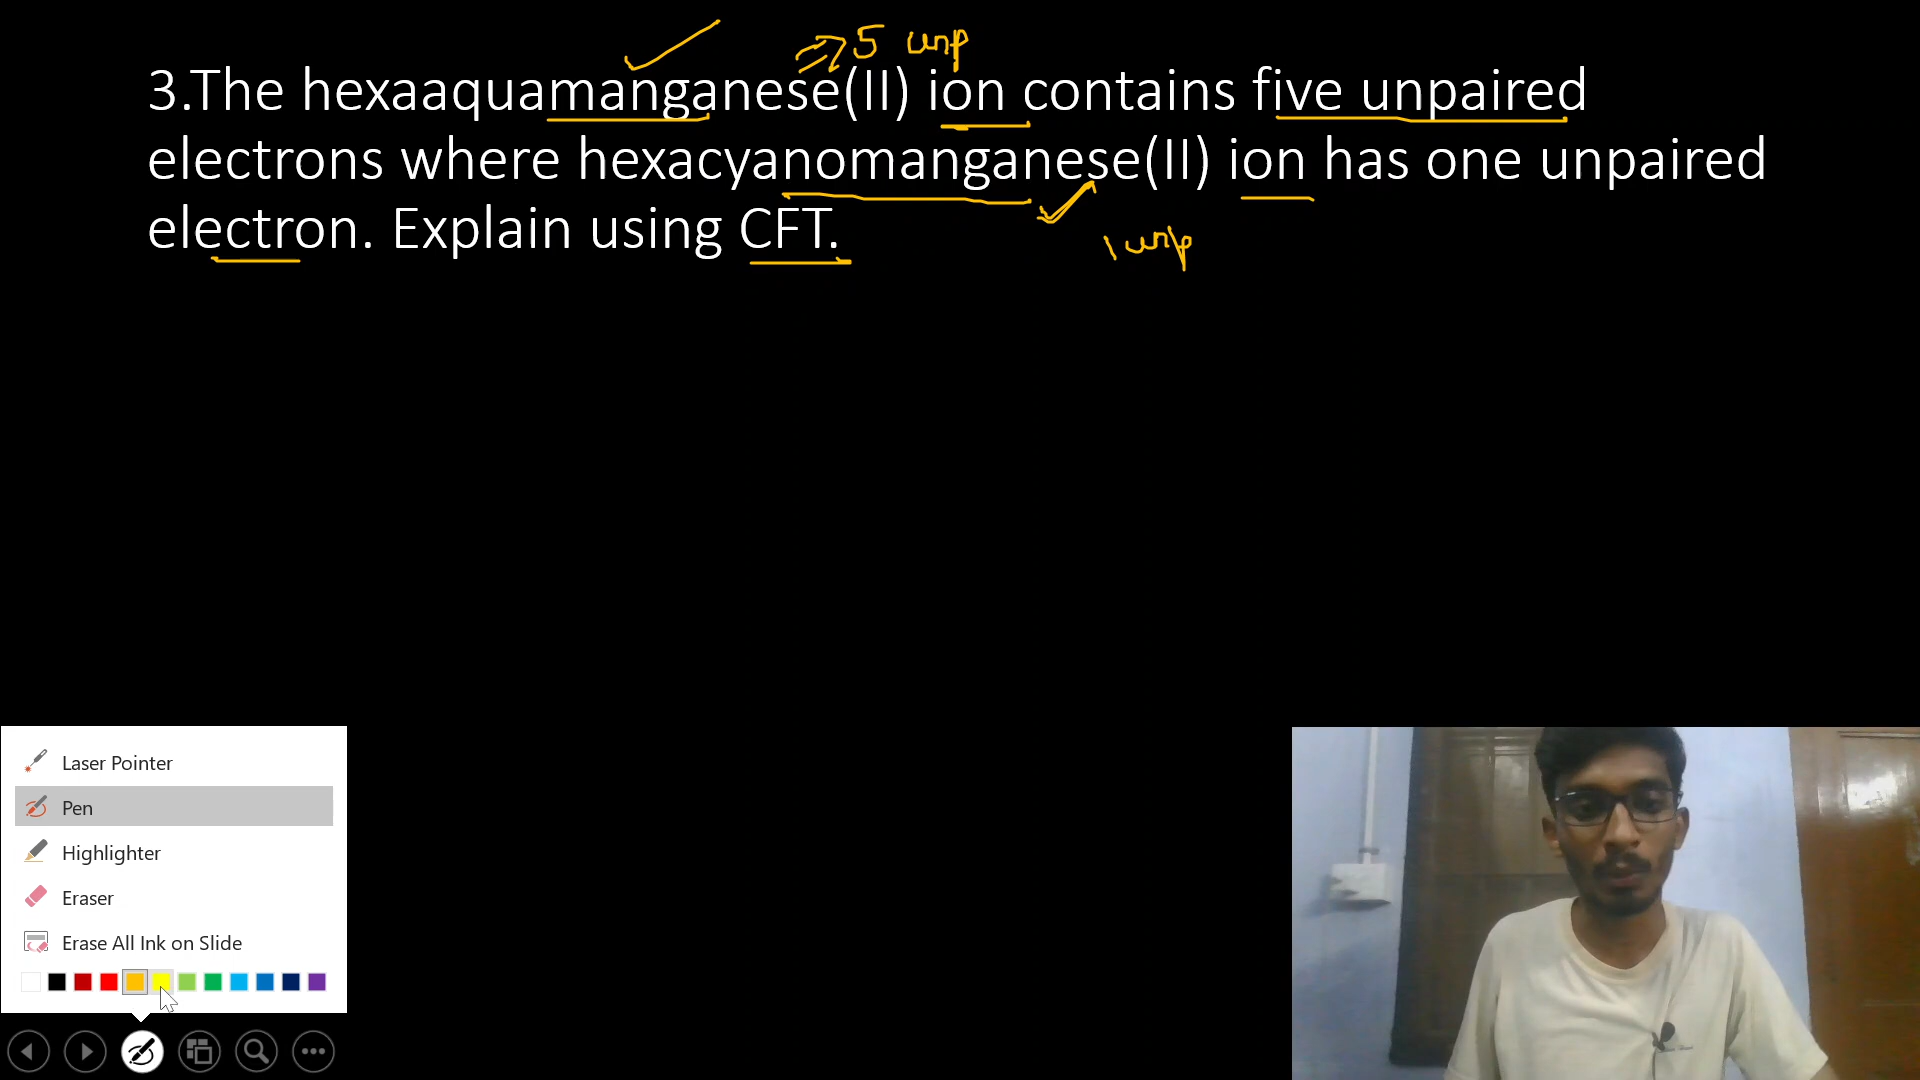 5 unp
3.The hexaaquamanganese(II) ion contains five unpaired
electrons where hexacyanomanganese(II) ion has one unpaired
electron. Explain using CFT.
1 unp
Laser Pointer
Pen
Highlighter
Eraser
Erase All Ink on Slide